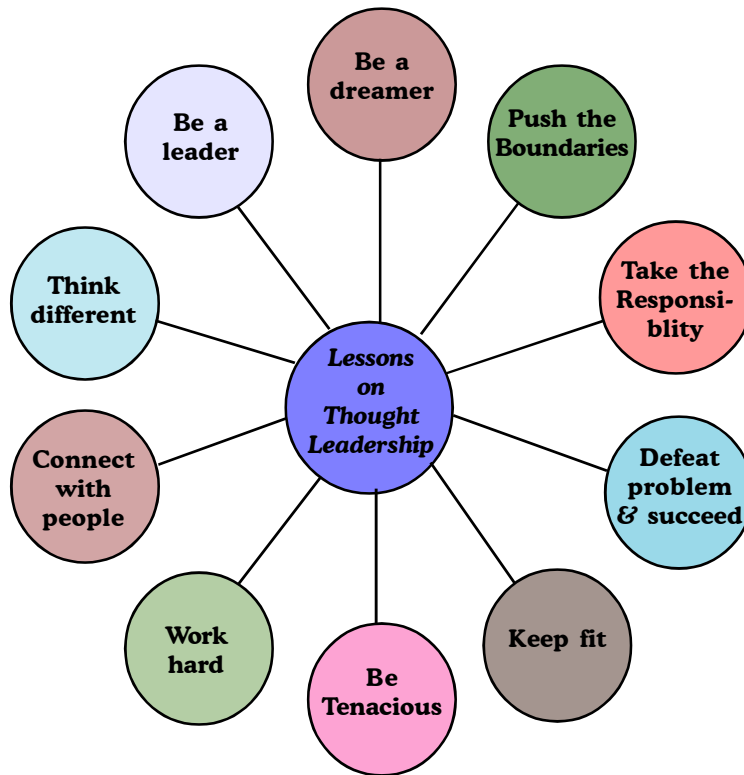 Be a
dreamer
Push the
Boundaries
Take the
Responsi-
blity
Defeat
problem
& succeed
Keep fit
Be
Tenacious
Work
hard
Connect
with
people
Think
different
Be a
leader
Lessons
on
Thought
Leadership